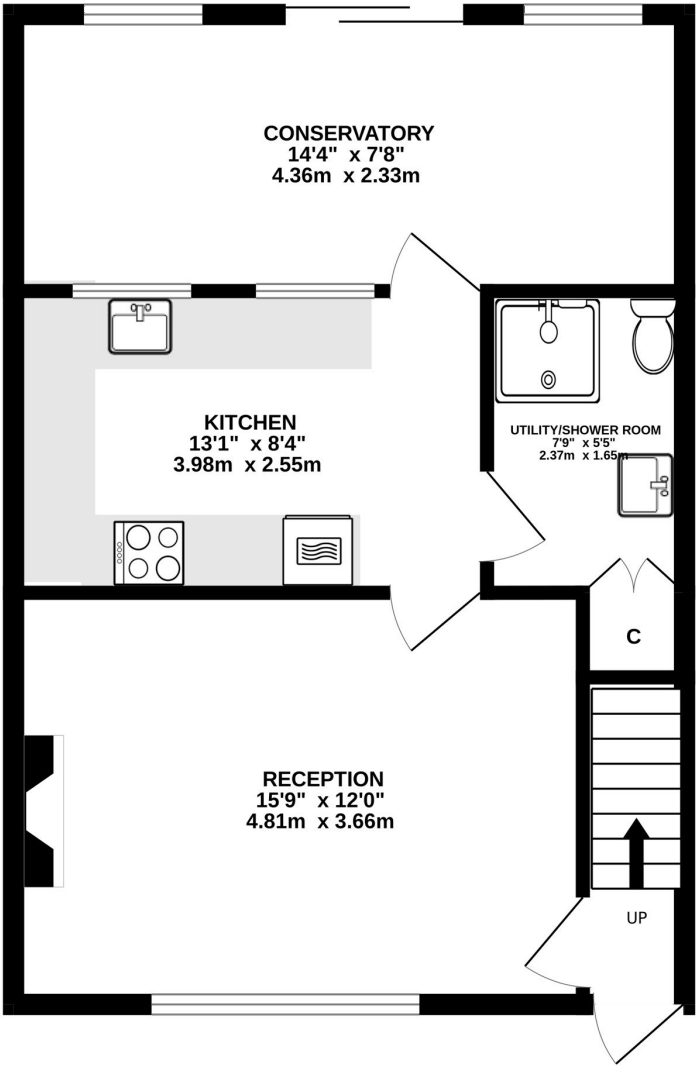 CONSERVATORY
14'4" x 7'8"
4.36m x 2.33m
KITCHEN
13'1" x 8'4"
3.98m x 2.55m
UTILITY/SHOWER ROOM
7'9" x 5'5"
2.37m x 1.65m
C
RECEPTION
15'9" x 12'0"
4.81m x 3.66m
UP